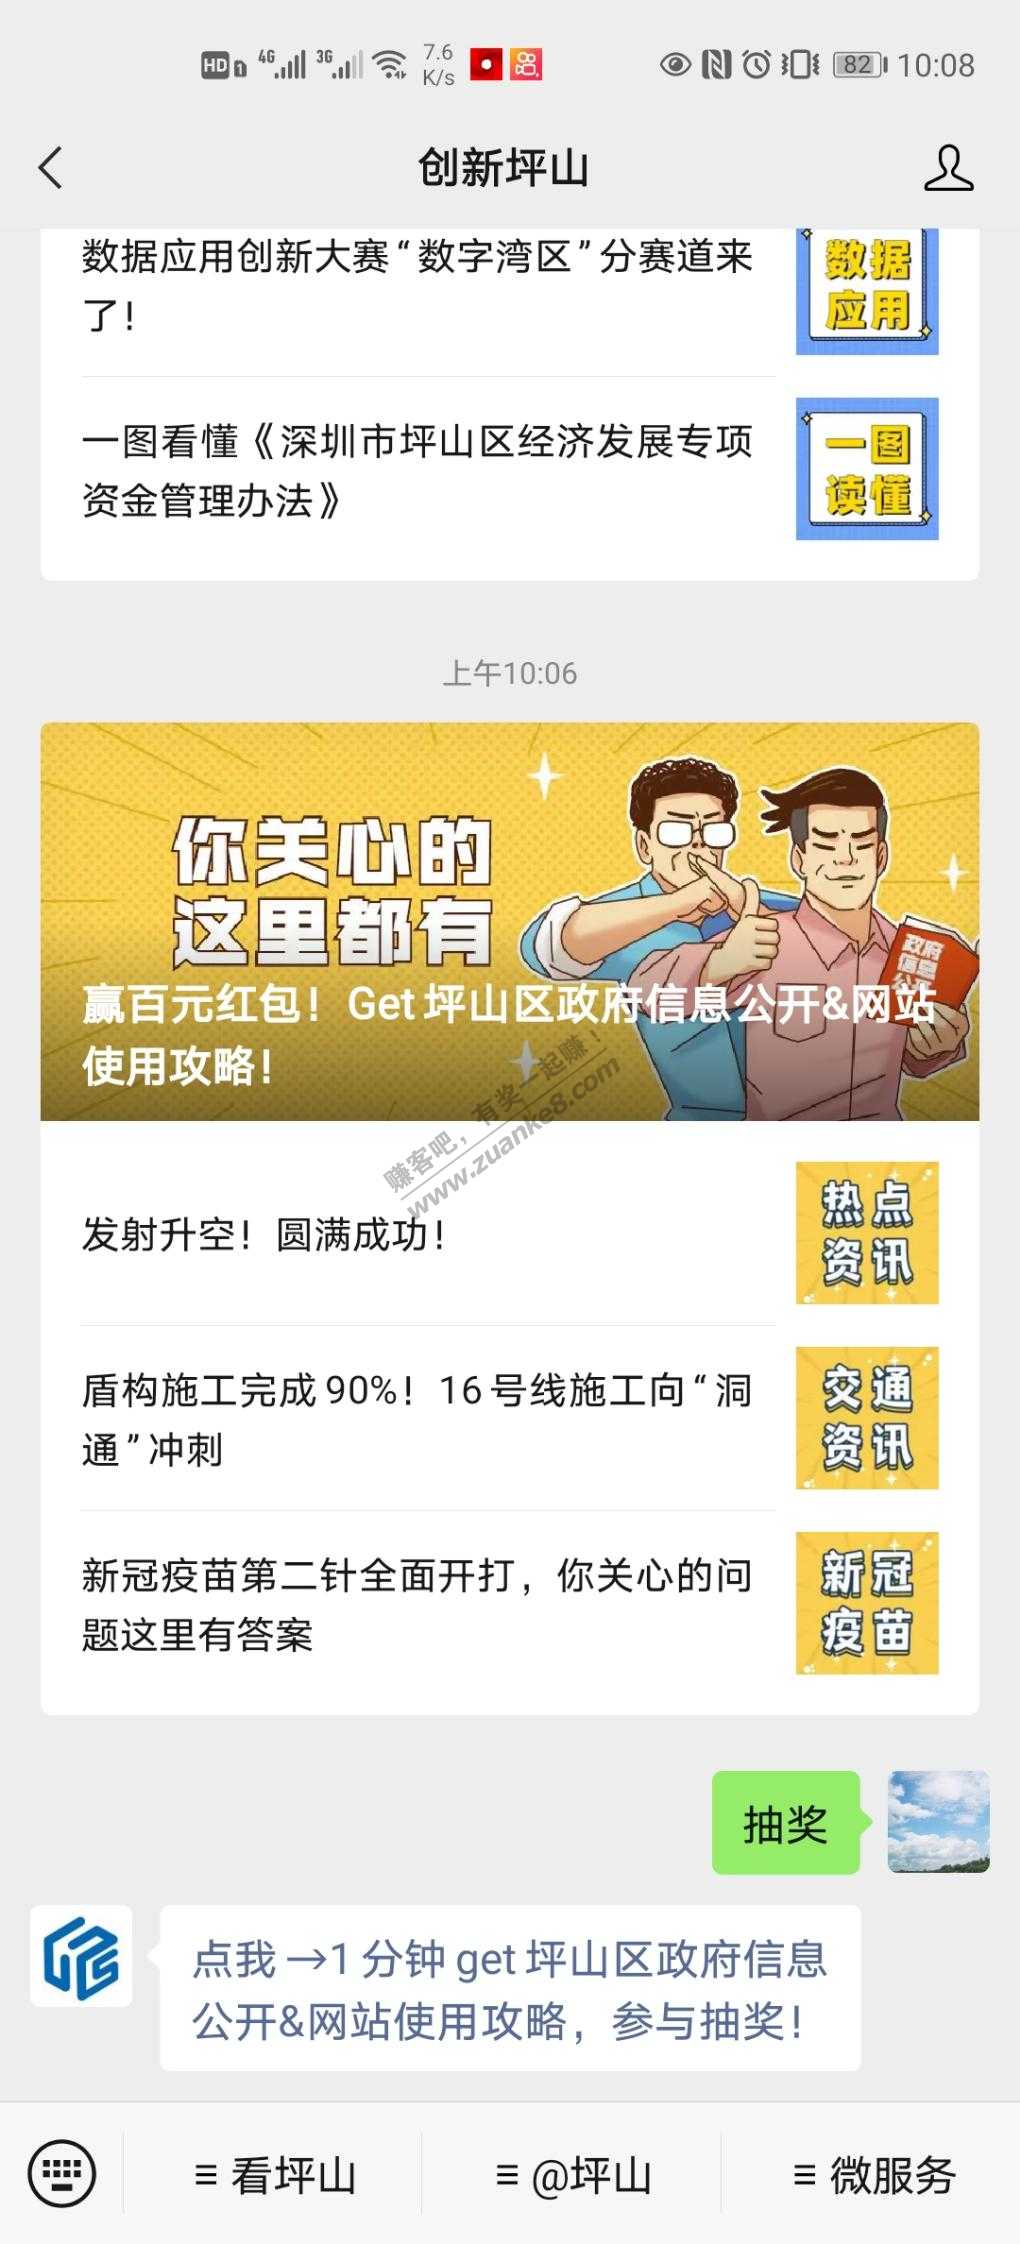 HD 1 4G 3G 7.6 K/s 82 10:08
创新坪山
数据应用创新大赛“数字湾区”分赛道来
了!
数据
应用
一图看懂《深圳市坪山区经济发展专项
资金管理办法》
一图
读懂
上午10:06
你关心的
这里都有
政府
信息
公开
赢百元红包! Get 坪山区政府信息公开&网站
使用攻略!
赚客吧,有奖一起赚!
www.zuanke8.com
发射升空! 圆满成功!
热点
资讯
盾构施工完成 90%! 16 号线施工向“洞
通”冲刺
交通
资讯
新冠疫苗第二针全面开打, 你关心的问
题这里有答案
新冠
疫苗
抽奖
点我→1 分钟 get 坪山区政府信息
公开&网站使用攻略, 参与抽奖!
看坪山
@坪山
微服务